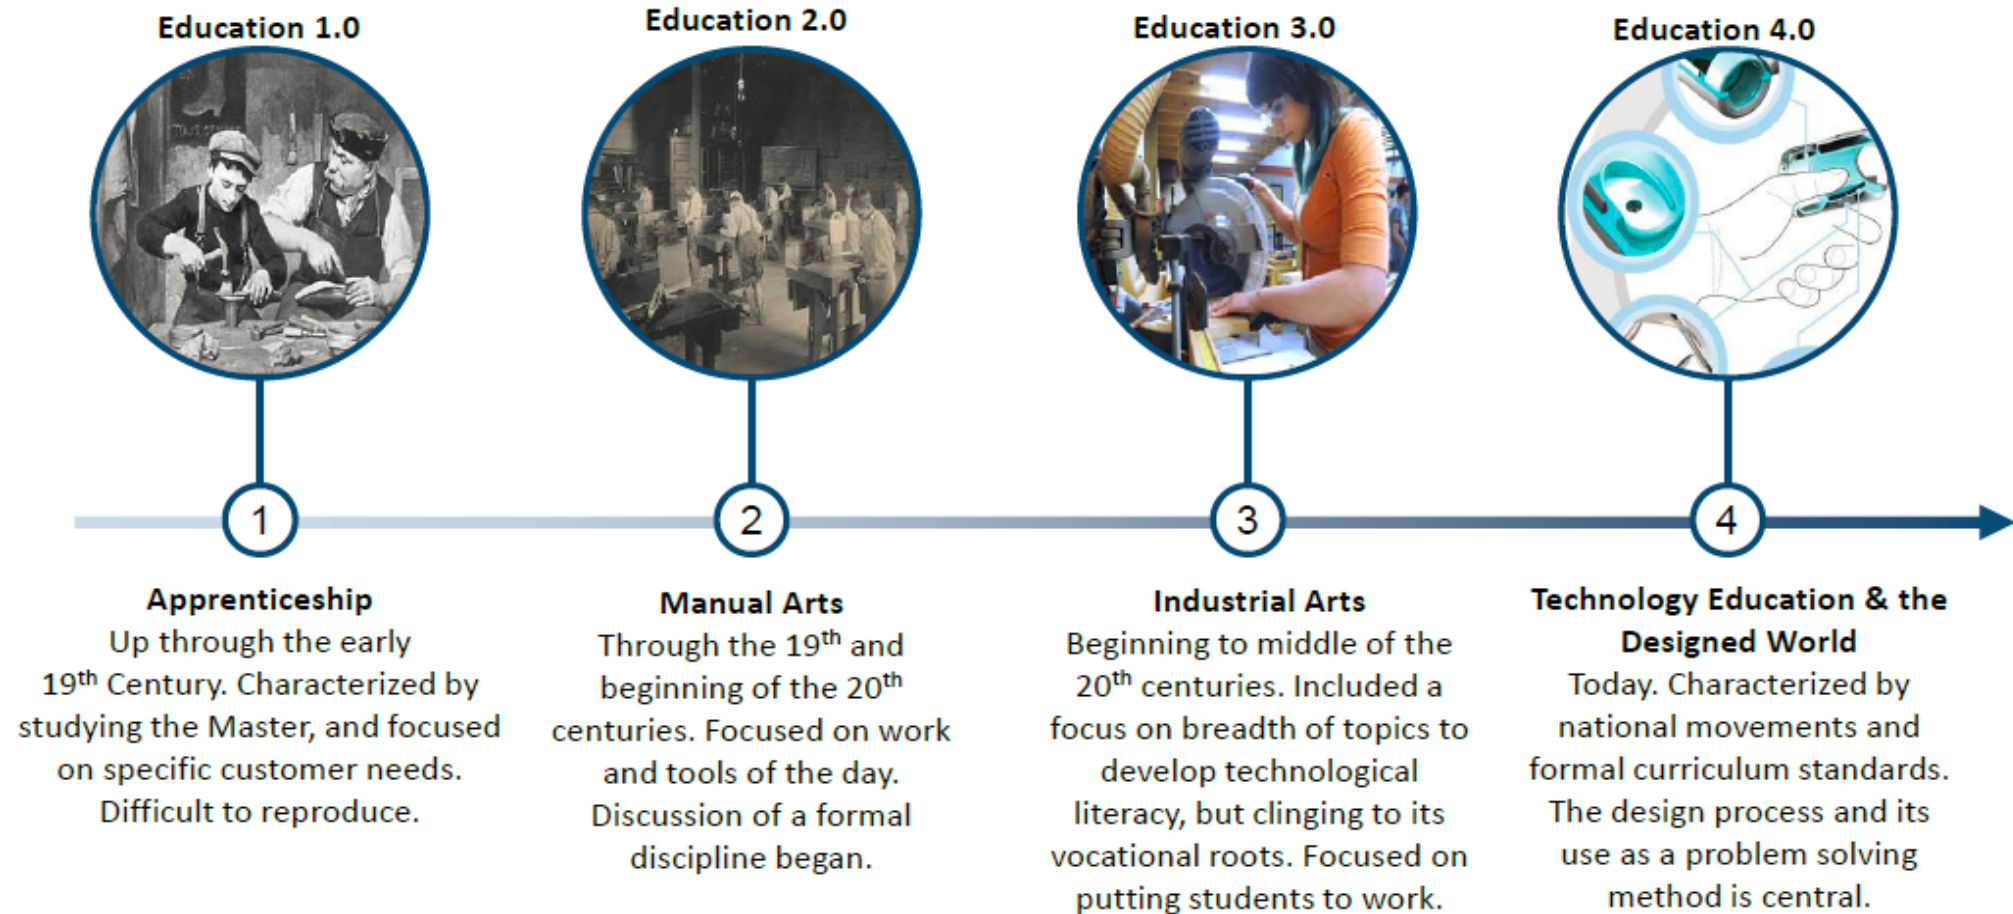 Education 1.0
Education 2.0
Education 3.0
Education 4.0
1
2
3
4
Apprenticeship
Up through the early
19th Century. Characterized by
studying the Master, and focused
on specific customer needs.
Difficult to reproduce.
Manual Arts
Through the 19th and
beginning of the 20th
centuries. Focused on work
and tools of the day.
Discussion of a formal
discipline began.
Industrial Arts
Beginning to middle of the
20th centuries. Included a
focus on breadth of topics to
develop technological
literacy, but clinging to its
vocational roots. Focused on
putting students to work.
Technology Education & the
Designed World
Today. Characterized by
national movements and
formal curriculum standards.
The design process and its
use as a problem solving
method is central.